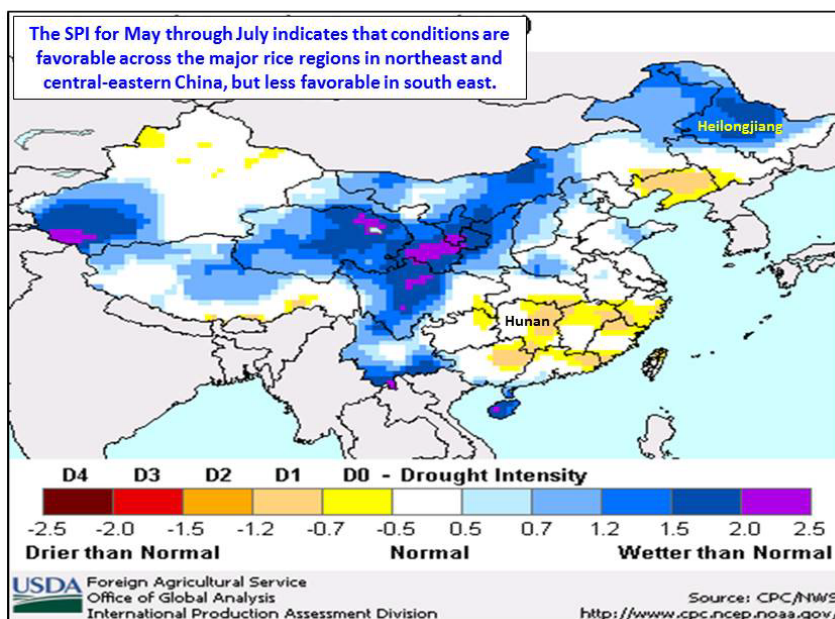 The SPI for May through July indicates that conditions are
favorable across the major rice regions in northeast and
central-eastern China, but less favorable in south east.
Heilongjiang
Hunan
D4 D3 D2 D1 D0 - Drought Intensity
-2.5 -2.0 -1.5 -1.2 -0.7 -0.5 0.5 0.7 1.2 1.5 2.0 2.5
Drier than Normal Normal Wetter than Normal
USDA Foreign Agricultural Service
Office of Global Analysis
International Production Assessment Division
Source: CPC/NWS
http://www.cpc.ncep.noaa.gov/